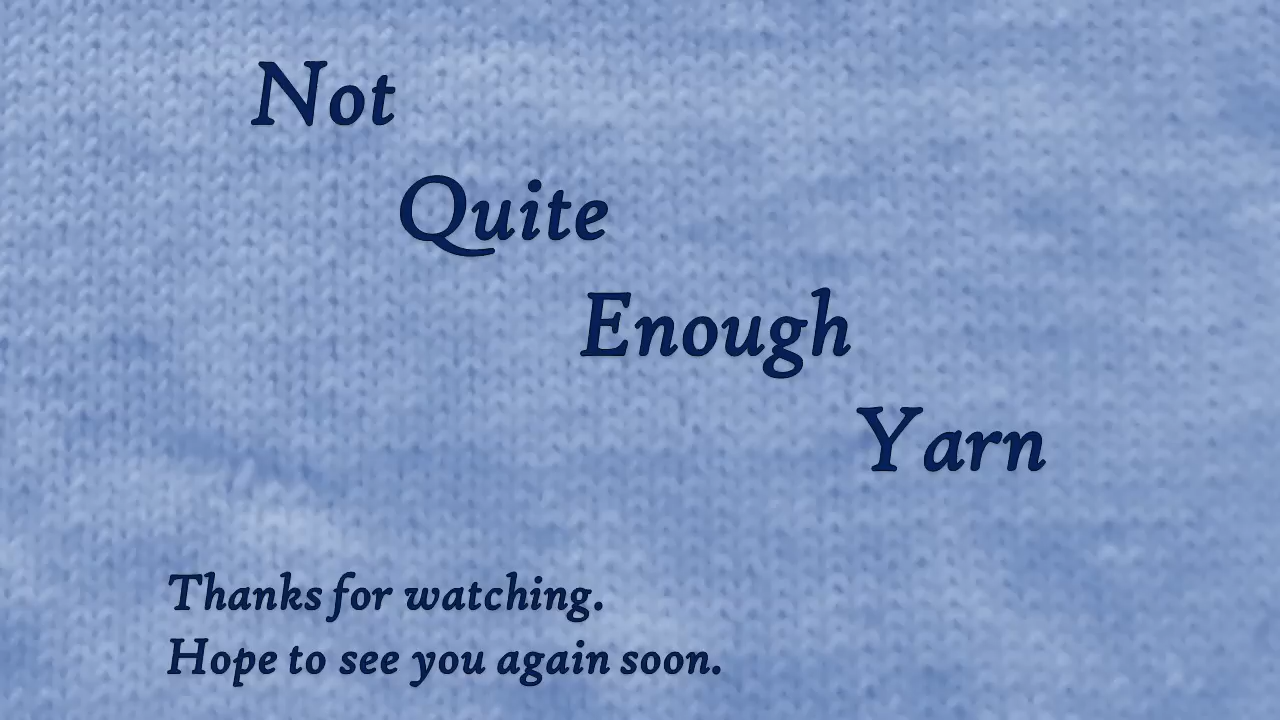 Not
Quite
Enough
Yarn
Thanks for watching.
Hope to see you again soon.